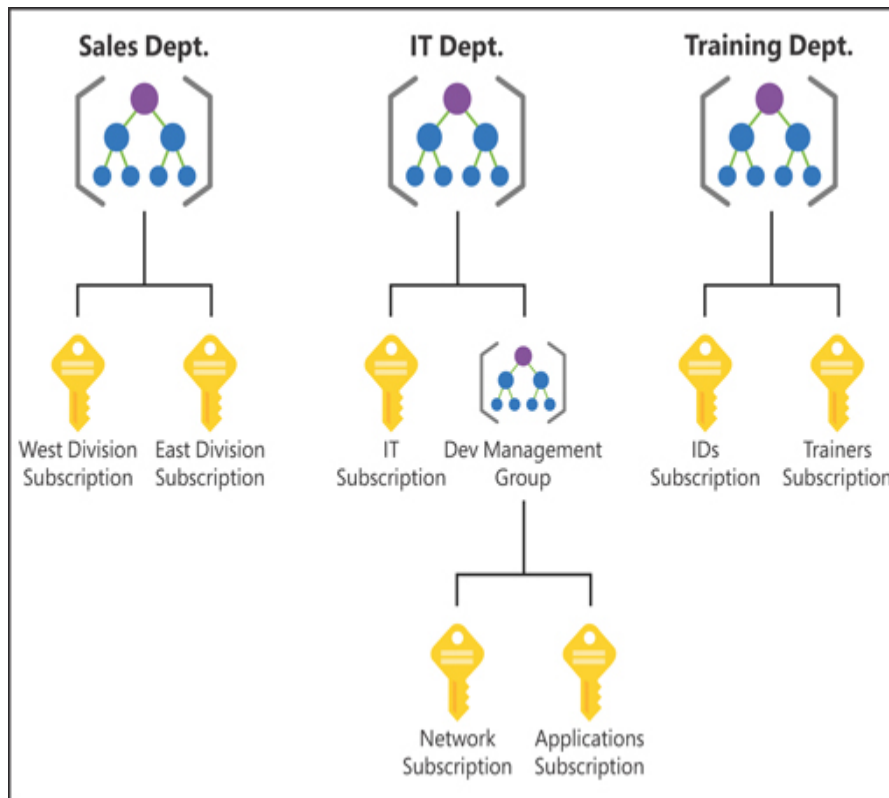 Sales Dept.
IT Dept.
Training Dept.
West Division
Subscription
East Division
Subscription
IT
Subscription
Dev Management
Group
IDs
Subscription
Trainers
Subscription
Network
Subscription
Applications
Subscription